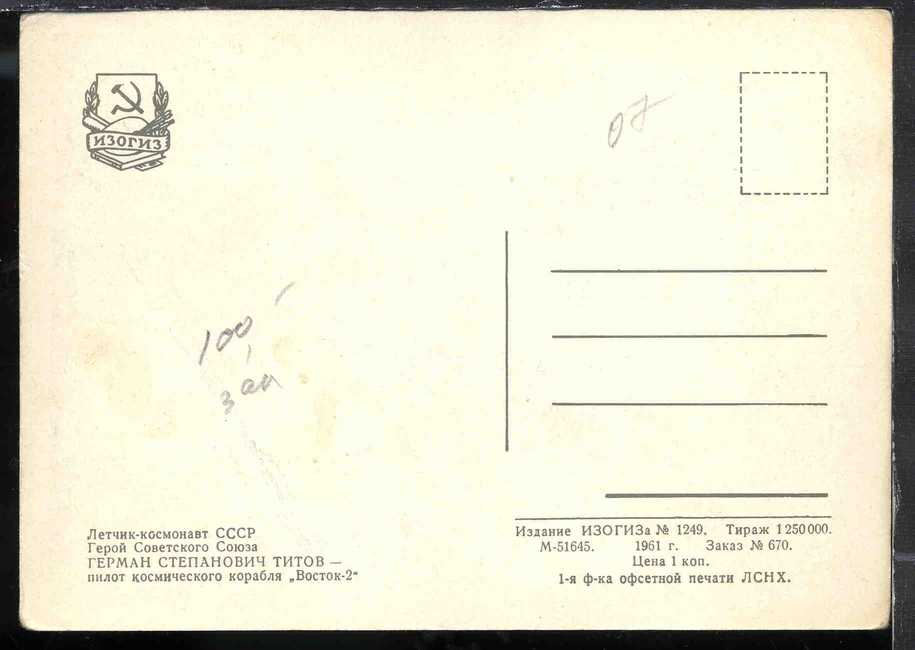 ИЗОГИЗ
07
100
Летчик-космонавт СССР
Герой Советского Союза
ГЕРМАН СТЕПАНОВИЧ ТИТОВ —
пилот космического корабля „Восток-2“
Издание ИЗОГИЗа № 1249. Тираж 1 250 000.
М-51645. 1961 г. Заказ № 670.
Цена 1 коп.
1-я ф-ка офсетной печати ЛСНХ.